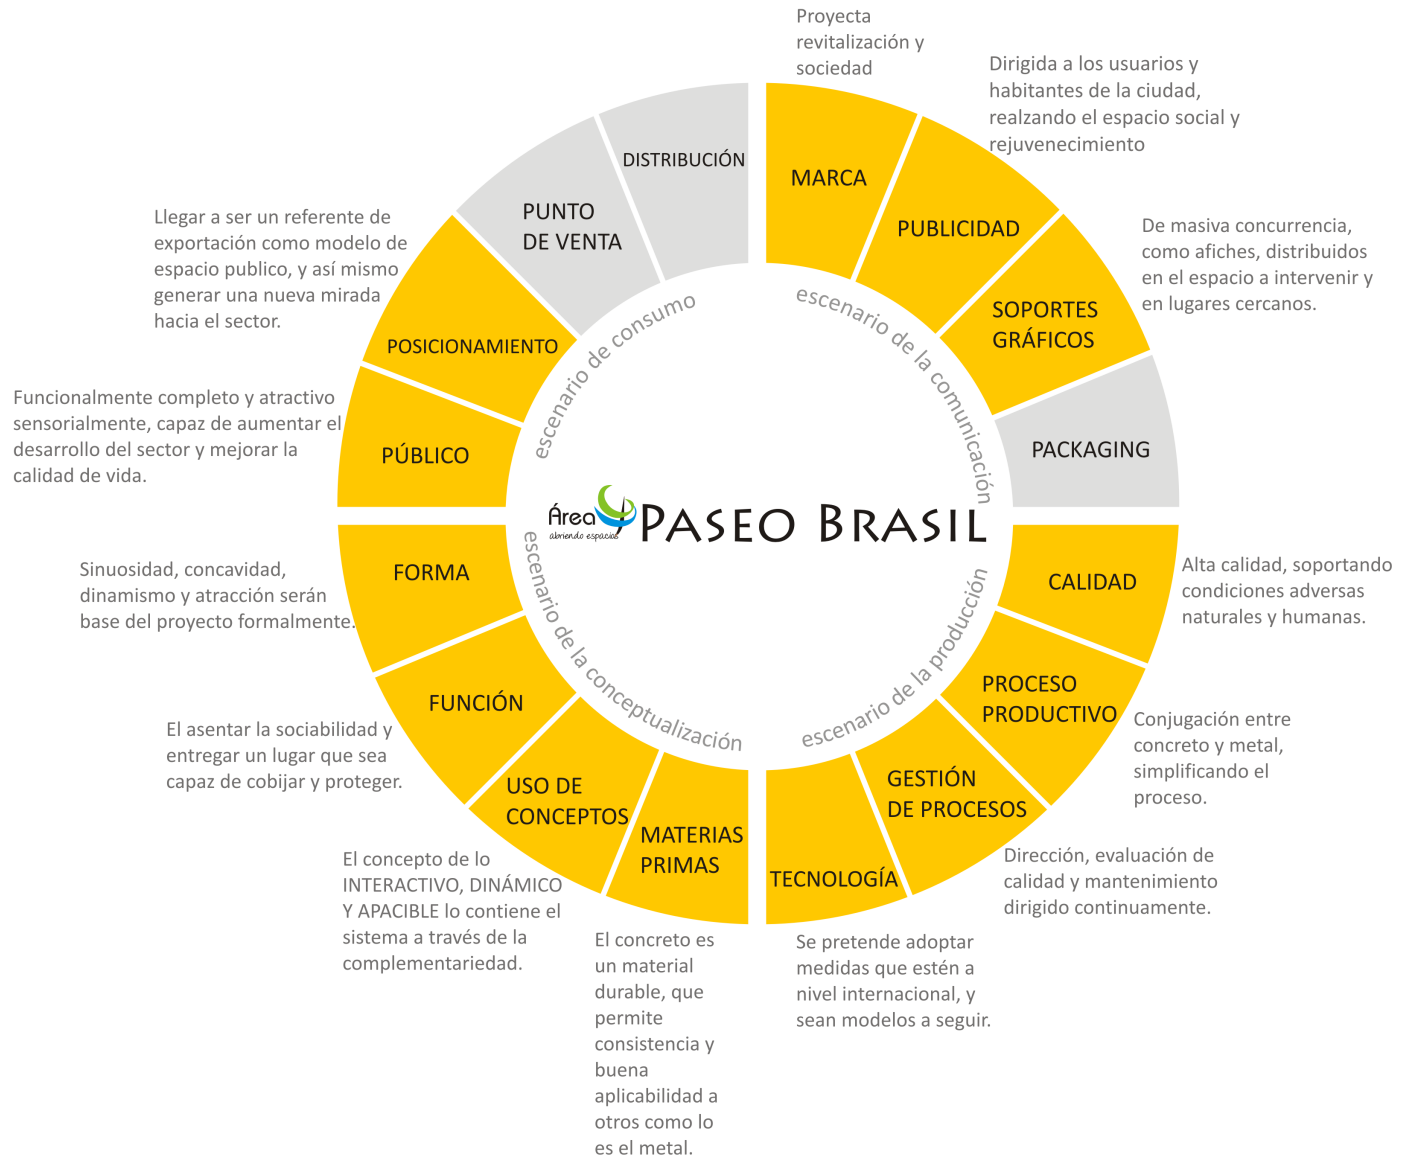 Proyecta
revitalización y
sociedad
MARCA
Dirigida a los usuarios y
habitantes de la ciudad,
realzando el espacio social y
rejuvenecimiento
PUBLICIDAD
De masiva concurrencia,
como afiches, distribuidos
en el espacio a intervenir y
en lugares cercanos.
SOPORTES
GRÁFICOS
PACKAGING
escenario de la comunicación
Alta calidad, soportando
condiciones adversas
naturales y humanas.
CALIDAD
PROCESO
PRODUCTIVO
Conjugación entre
concreto y metal,
simplificando el
proceso.
GESTIÓN
DE PROCESOS
Dirección, evaluación de
calidad y mantenimiento
dirigido continuamente.
TECNOLOGÍA
Se pretende adoptar
medidas que estén a
nivel internacional, y
sean modelos a seguir.
escenario de la producción
MATERIAS
PRIMAS
El concreto es
un material
durable, que
permite
consistencia y
buena
aplicabilidad a
otros como lo
es el metal.
USO DE
CONCEPTOS
El concepto de lo
INTERACTIVO, DINÁMICO
Y APACIBLE lo contiene el
sistema a través de la
complementariedad.
FUNCIÓN
El asentar la sociabilidad y
entregar un lugar que sea
capaz de cobijar y proteger.
FORMA
Sinuosidad, concavidad,
dinamismo y atracción serán
base del proyecto formalmente.
escenario de la conceptualización
PÚBLICO
Funcionalmente completo y atractivo
sensorialmente, capaz de aumentar el
desarrollo del sector y mejorar la
calidad de vida.
POSICIONAMIENTO
Llegar a ser un referente de
exportación como modelo de
espacio publico, y así mismo
generar una nueva mirada
hacia el sector.
PUNTO
DE VENTA
DISTRIBUCIÓN
escenario de consumo
Área
abriendo espacios
PASEO BRASIL